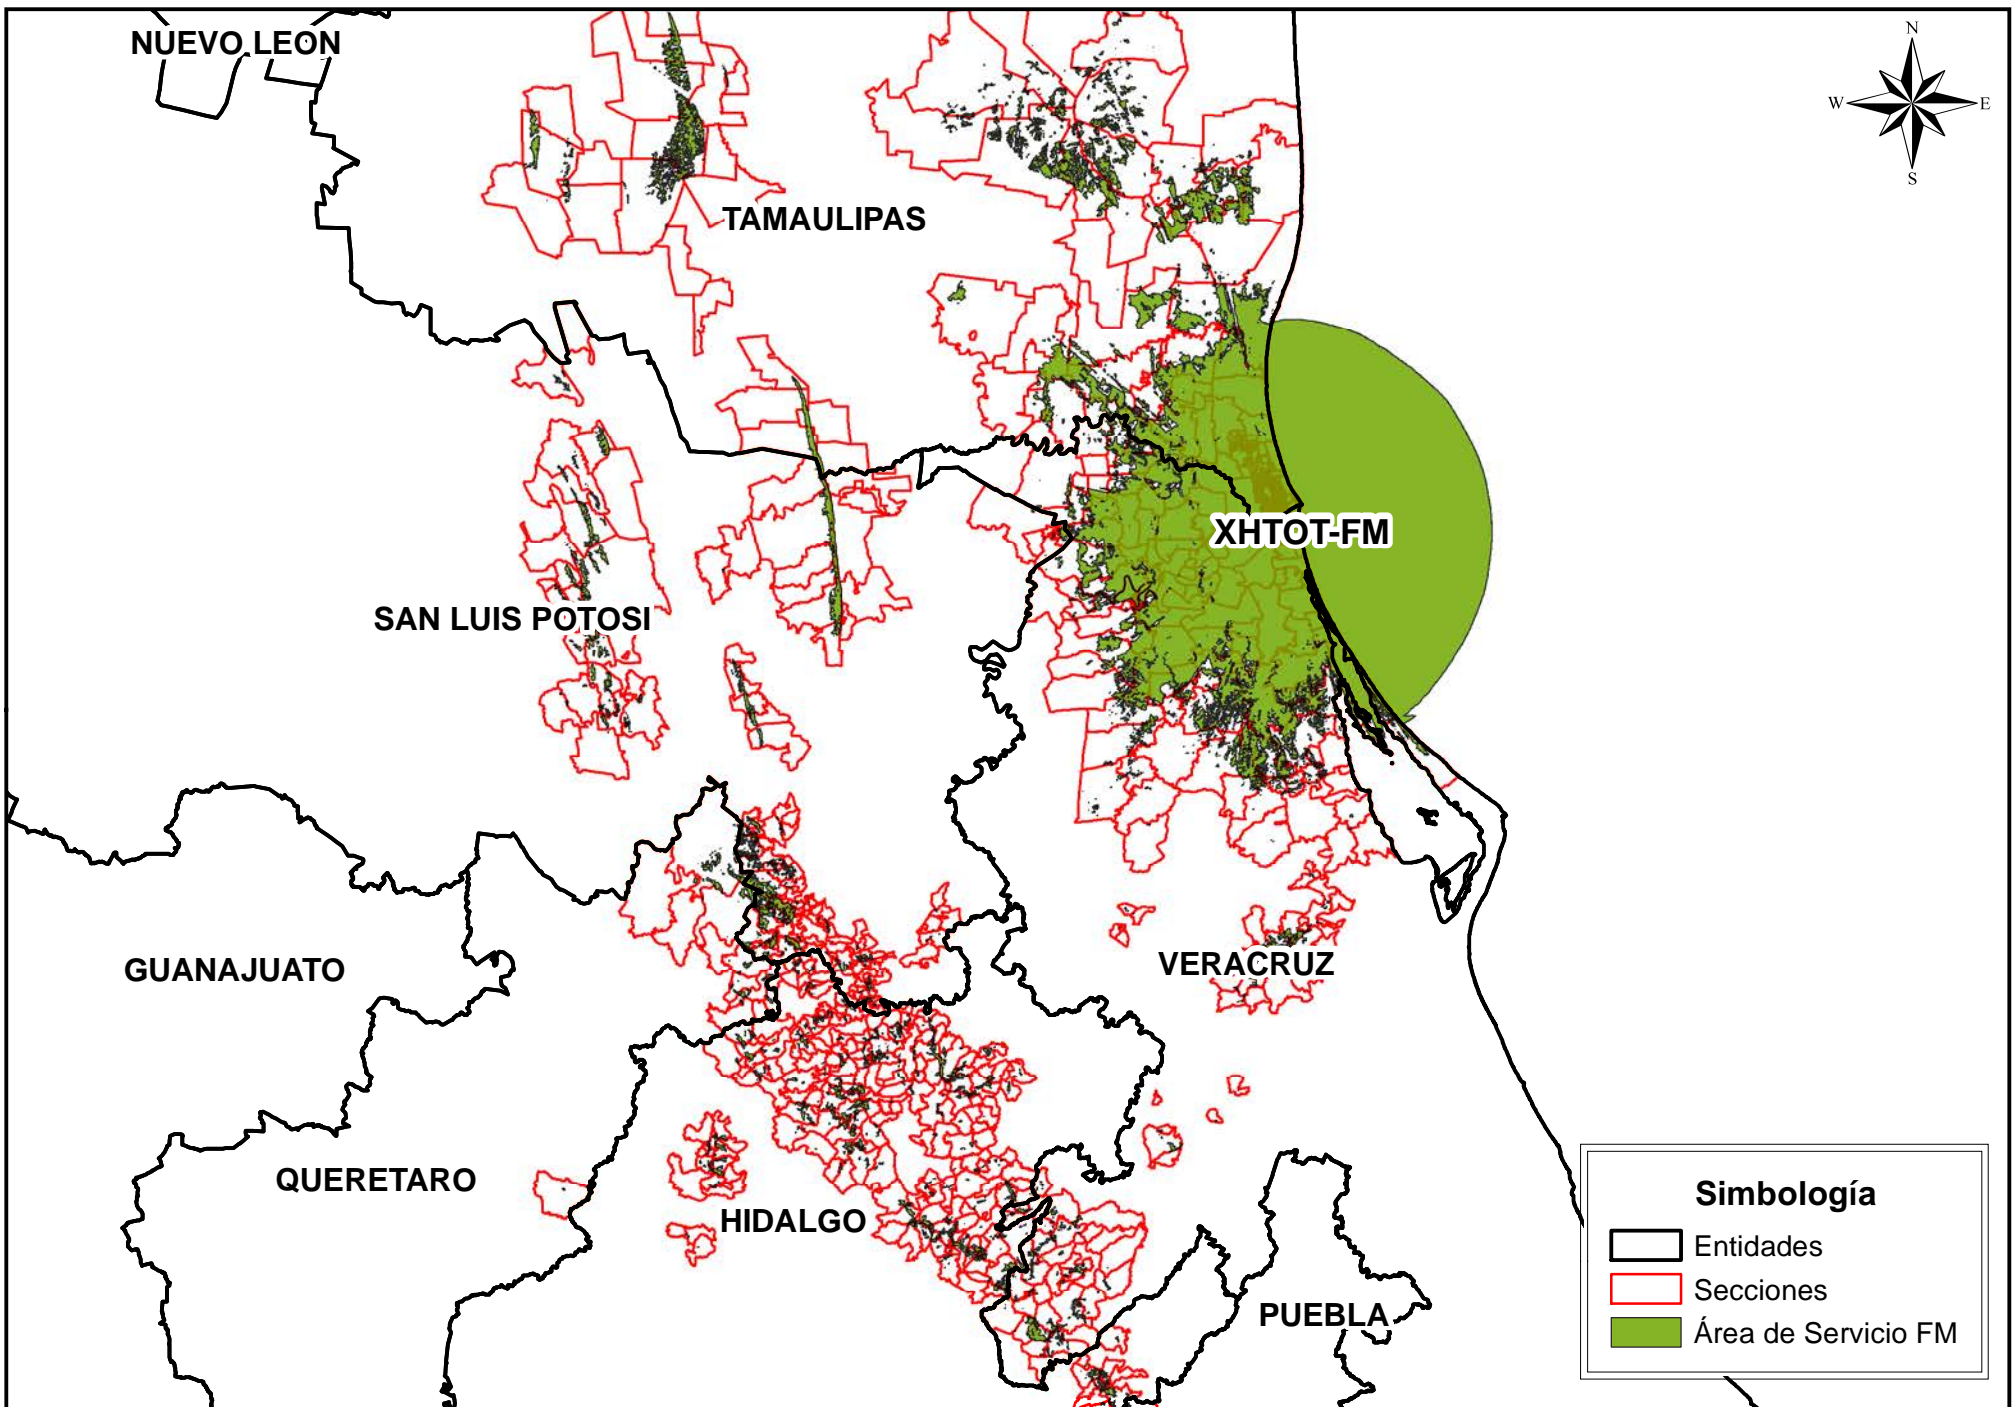 NUEVO LEON
N
W
E
S
TAMAULIPAS
XHTOT-FM
SAN LUIS POTOSI
VERACRUZ
GUANAJUATO
QUERETARO
HIDALGO
PUEBLA
Simbología
Entidades
Secciones
Área de Servicio FM